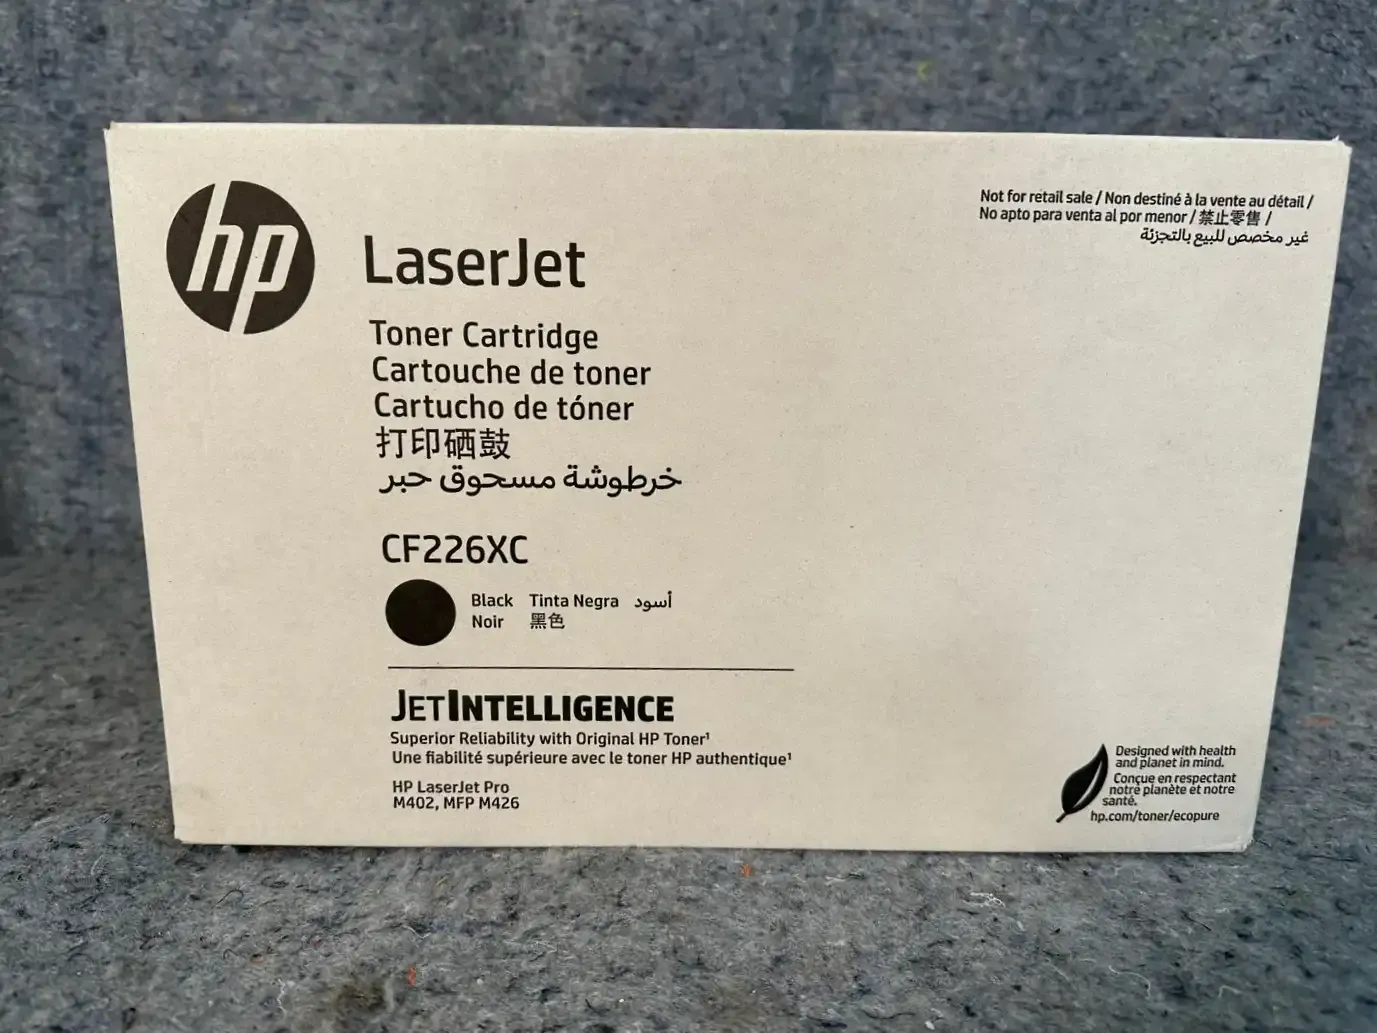 hp
LaserJet
Not for retail sale / Non destiné à la vente au détail /
No apto para venta al por menor / 禁止零售 /
غير مخصص للبيع بالتجزئة
Toner Cartridge
Cartouche de toner
Cartucho de tóner
打印硒鼓
خرطوشة مسحوق حبر
CF226XC
Black Tinta Negra أسود
Noir 黑色
JETINTELLIGENCE
Superior Reliability with Original HP Toner¹
Une fiabilité supérieure avec le toner HP authentique¹
HP LaserJet Pro
M402, MFP M426
Designed with health
and planet in mind.
Conçue en respectant
notre planète et notre
santé.
hp.com/toner/ecopure